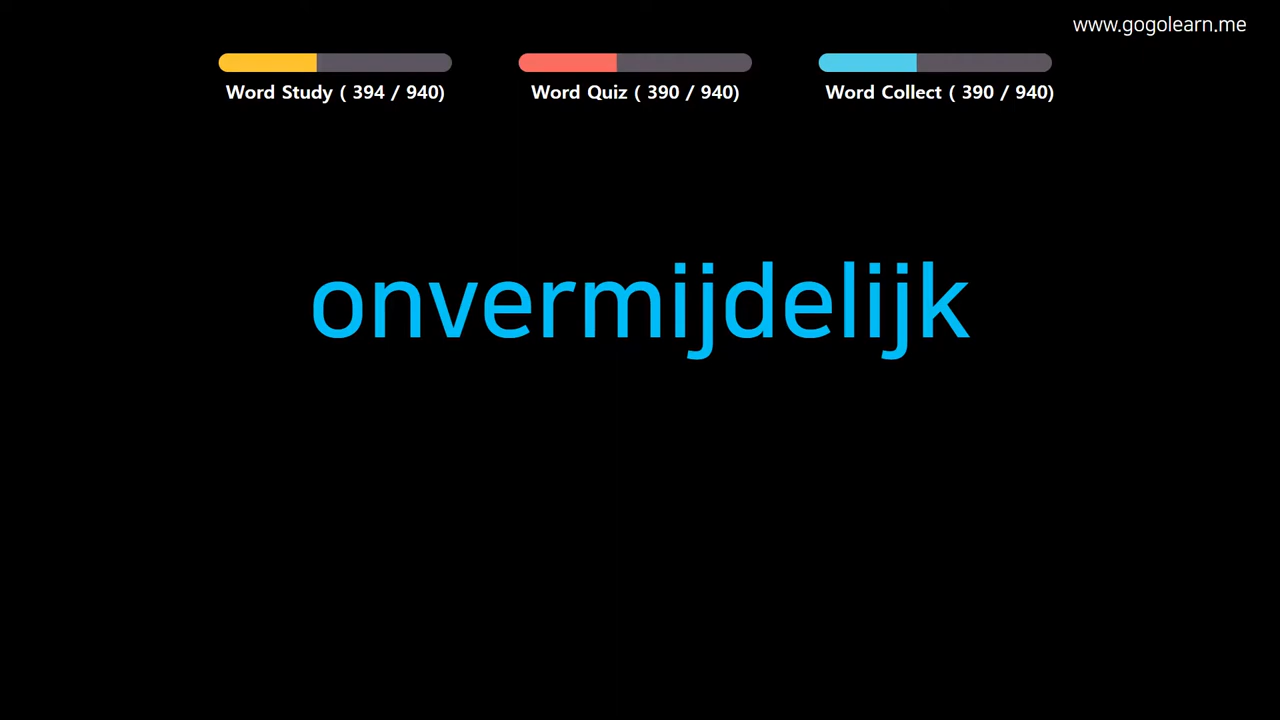 www.gogolearn.me
Word Study ( 394 / 940)
Word Quiz ( 390 / 940)
Word Collect ( 390 / 940)
onvermijdelijk